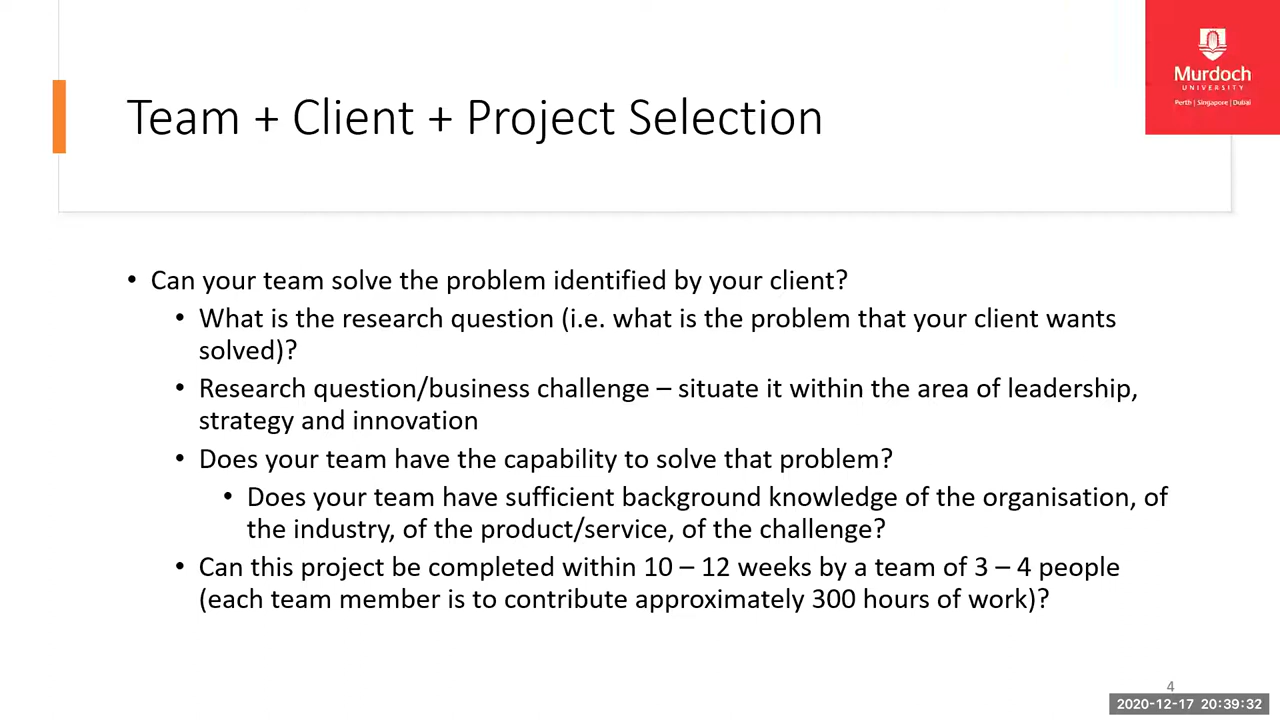 Murdoch
UNIVERSITY
Perth | Singapore | Dubai
Team + Client + Project Selection
• Can your team solve the problem identified by your client?
• What is the research question (i.e. what is the problem that your client wants
solved)?
• Research question/business challenge – situate it within the area of leadership,
strategy and innovation
• Does your team have the capability to solve that problem?
• Does your team have sufficient background knowledge of the organisation, of
the industry, of the product/service, of the challenge?
• Can this project be completed within 10 – 12 weeks by a team of 3 – 4 people
(each team member is to contribute approximately 300 hours of work)?
4
2020-12-17 20:39:32